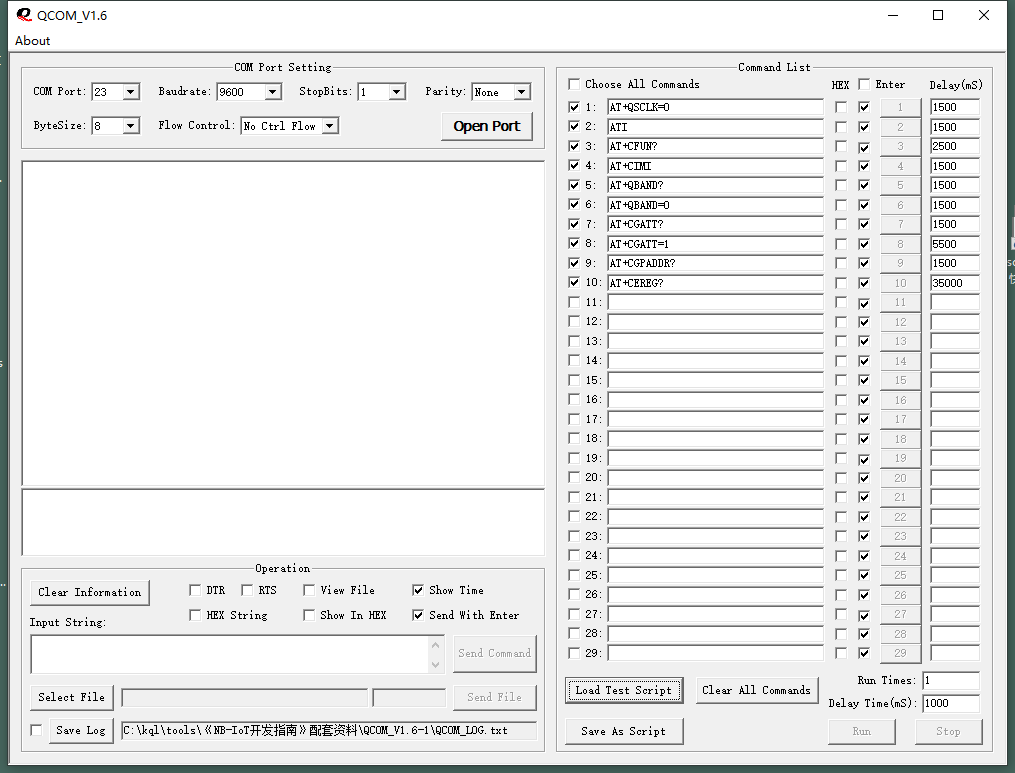 QCOM_V1.6
About
COM Port Setting
COM Port: 23 Baudrate: 9600 StopBits: 1 Parity: None
ByteSize: 8 Flow Control: No Ctrl Flow Open Port
Operation
Clear Information DTR RTS View File Show Time
HEX String Show In HEX Send With Enter
Input String:
Send Command
Select File Send File
Save Log C:\kql\tools\《NB-IoT开发指南》配套资料\QCOM_V1.6-1\QCOM_LOG.txt
Command List
Choose All Commands HEX Enter Delay(mS)
1: AT+QSCLK=0 1 1500
2: ATI 2 1500
3: AT+CFUN? 3 2500
4: AT+CIMI 4 1500
5: AT+QBAND? 5 1500
6: AT+QBAND=0 6 1500
7: AT+CGATT? 7 1500
8: AT+CGATT=1 8 5500
9: AT+CGPADDR? 9 1500
10: AT+CEREG? 10 35000
11: 11
12: 12
13: 13
14: 14
15: 15
16: 16
17: 17
18: 18
19: 19
20: 20
21: 21
22: 22
23: 23
24: 24
25: 25
26: 26
27: 27
28: 28
29: 29
Load Test Script Clear All Commands Run Times: 1
Delay Time(mS): 1000
Save As Script Run Stop